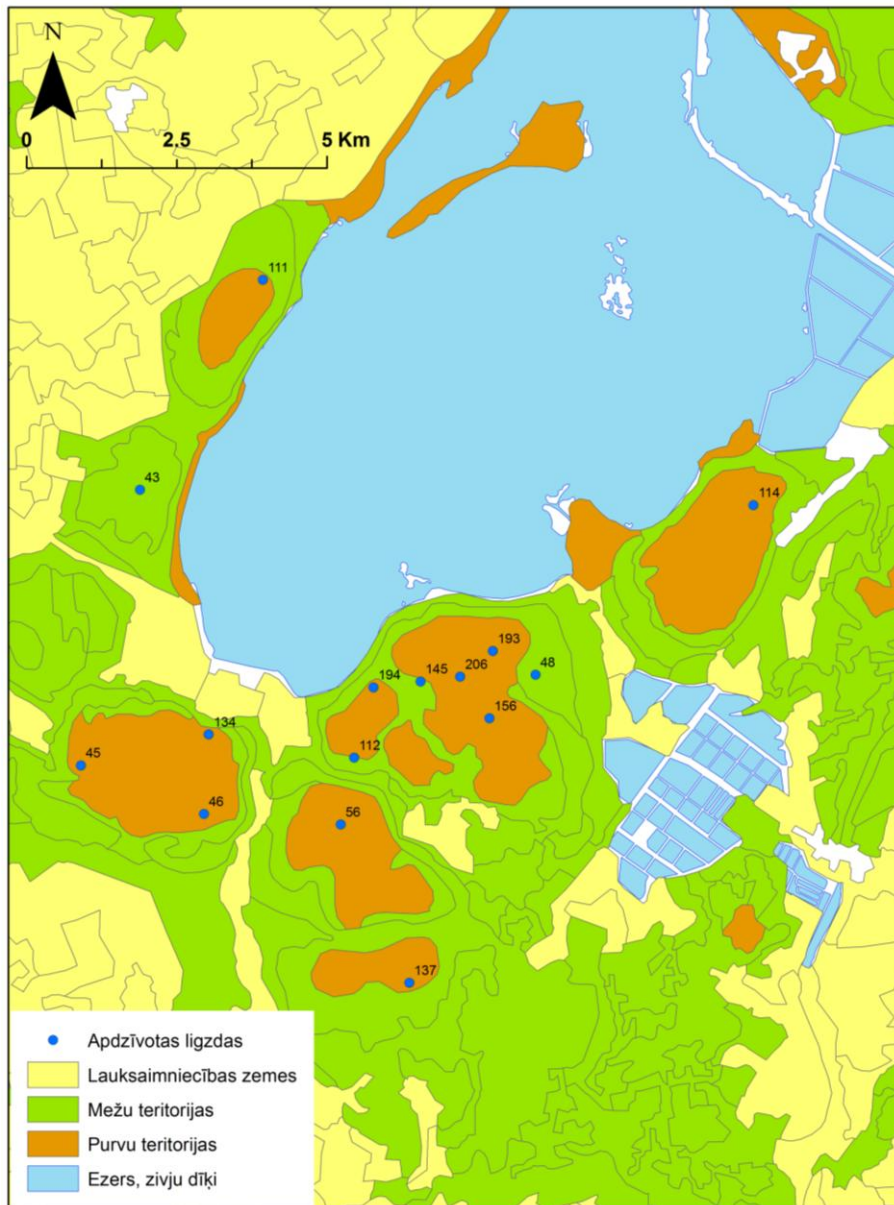 N
0 2.5 5 Km
111
43
114
193
206
48
145
194
156
134
112
45
46
56
137
Apdzīvotas ligzdas
Lauksaimniecības zemes
Mežu teritorijas
Purvu teritorijas
Ezers, zivju dīķi